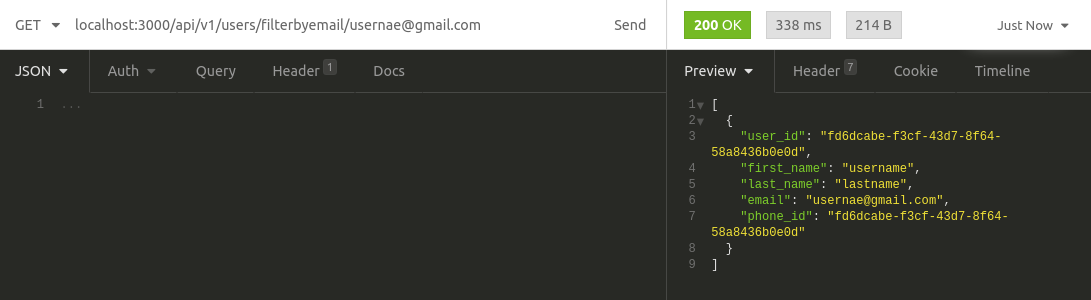 GET localhost:3000/api/v1/users/filterbyemail/usernae@gmail.com Send 200 OK 338 ms 214 B Just Now
JSON Auth Query Header 1 Docs Preview Header 7 Cookie Timeline
1 ...
1 [
2 {
3 "user_id": "fd6dcabe-f3cf-43d7-8f64-
58a8436b0e0d",
4 "first_name": "username",
5 "last_name": "lastname",
6 "email": "usernae@gmail.com",
7 "phone_id": "fd6dcabe-f3cf-43d7-8f64-
58a8436b0e0d"
8 }
9 ]